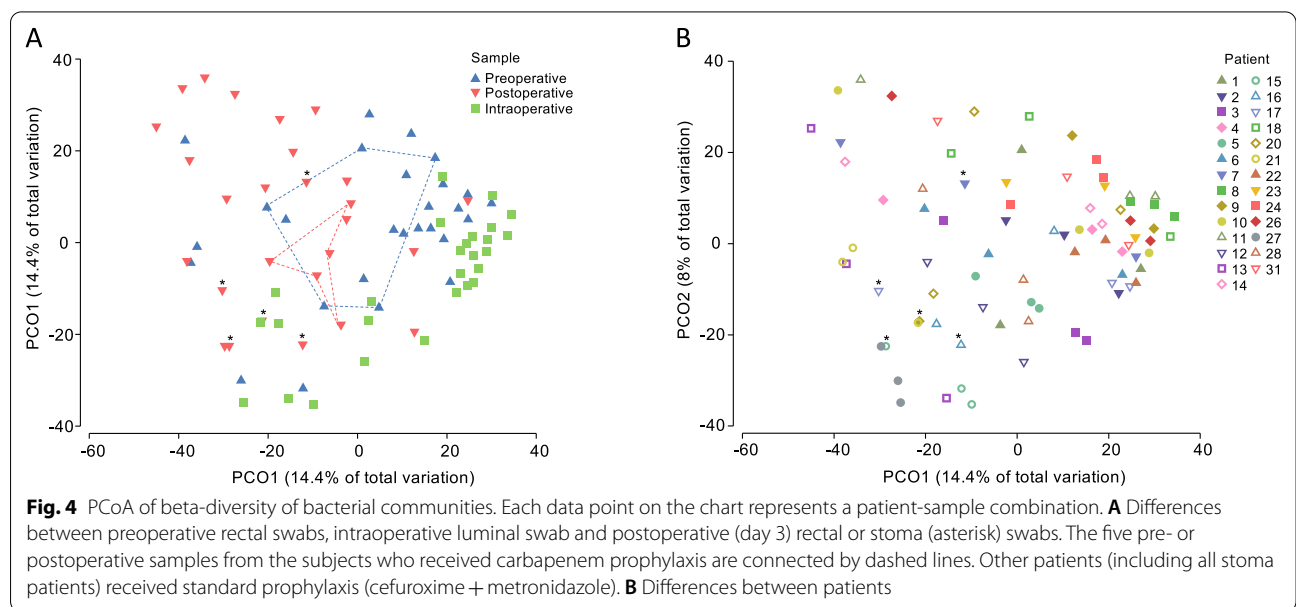 A
B
Sample
Preoperative
Postoperative
Intraoperative
40
20
0
-20
-40
PCO1 (14.4% of total variation)
-60 -40 -20 0 20 40
PCO1 (14.4% of total variation)
* * * * *
Patient
1 15
2 16
3 17
4 18
5 20
6 21
7 22
8 23
9 24
10 26
11 27
12 28
13 31
14
40
20
0
-20
-40
PCO2 (8% of total variation)
-60 -40 -20 0 20 40
PCO1 (14.4% of total variation)
* * * * *
Fig. 4 PCoA of beta-diversity of bacterial communities. Each data point on the chart represents a patient-sample combination. A Differences
between preoperative rectal swabs, intraoperative luminal swab and postoperative (day 3) rectal or stoma (asterisk) swabs. The five pre- or
postoperative samples from the subjects who received carbapenem prophylaxis are connected by dashed lines. Other patients (including all stoma
patients) received standard prophylaxis (cefuroxime + metronidazole). B Differences between patients